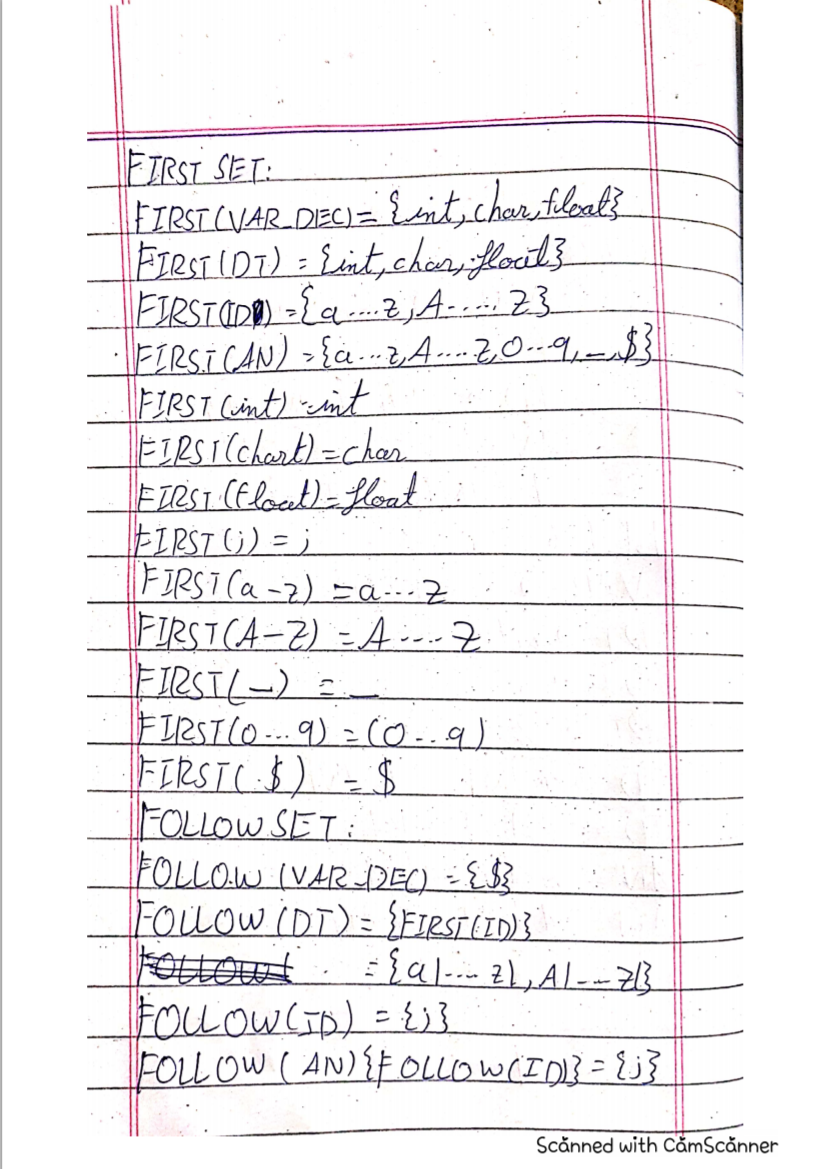 FIRST SET:
FIRST(VAR_DEC)= {int, char, float}
FIRST(DT) = {int, char, float}
FIRST(ID) = {a....z, A-.... Z}
FIRST(AN) = {a...z, A....z, 0...9, _, $}
FIRST(int) = int
FIRST(chart) = char
FIRST(float) = float
FIRST(;) = ;
FIRST(a-z) = a...z
FIRST(A-Z) = A....Z
FIRST(_) = _
FIRST(0...9) = (0..9)
FIRST($) = $
FOLLOW SET:
FOLLOW (VAR_DEC) = {$}
FOLLOW (DT) = {FIRST(ID)}
FOLLOW( = {a|--.. z|, A|---z|}
FOLLOW(ID) = {;}
FOLLOW (AN){FOLLOW(ID)} = {;}
Scanned with CamScanner